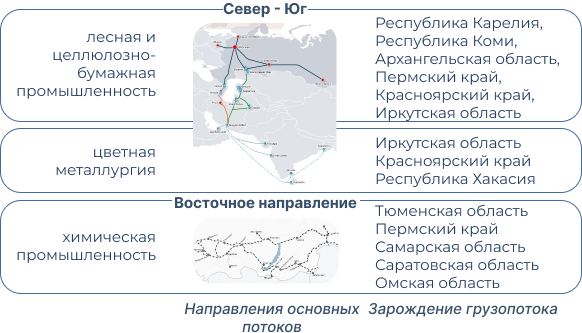 Север - Юг
лесная и
целлюлозно-
бумажная
промышленность
Республика Карелия,
Республика Коми,
Архангельская область,
Пермский край,
Красноярский край,
Иркутская область
цветная
металлургия
Иркутская область
Красноярский край
Республика Хакасия
Восточное направление
химическая
промышленность
Тюменская область
Пермский край
Самарская область
Саратовская область
Омская область
Направления основных
потоков
Зарождение грузопотока